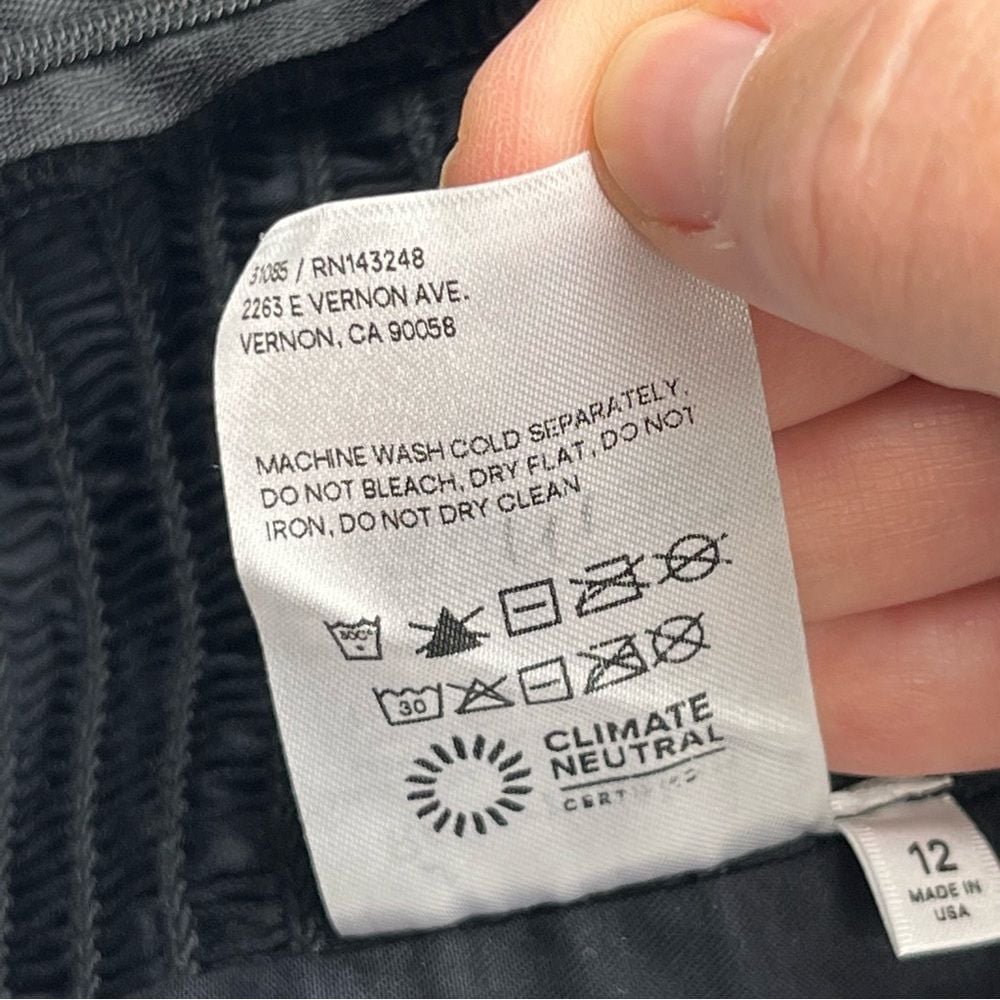 31085 / RN143248
2263 E VERNON AVE.
VERNON, CA 90058
MACHINE WASH COLD SEPARATELY.
DO NOT BLEACH, DRY FLAT, DO NOT
IRON, DO NOT DRY CLEAN
30
CLIMATE
NEUTRAL
CERTIFIED
12
MADE IN
USA